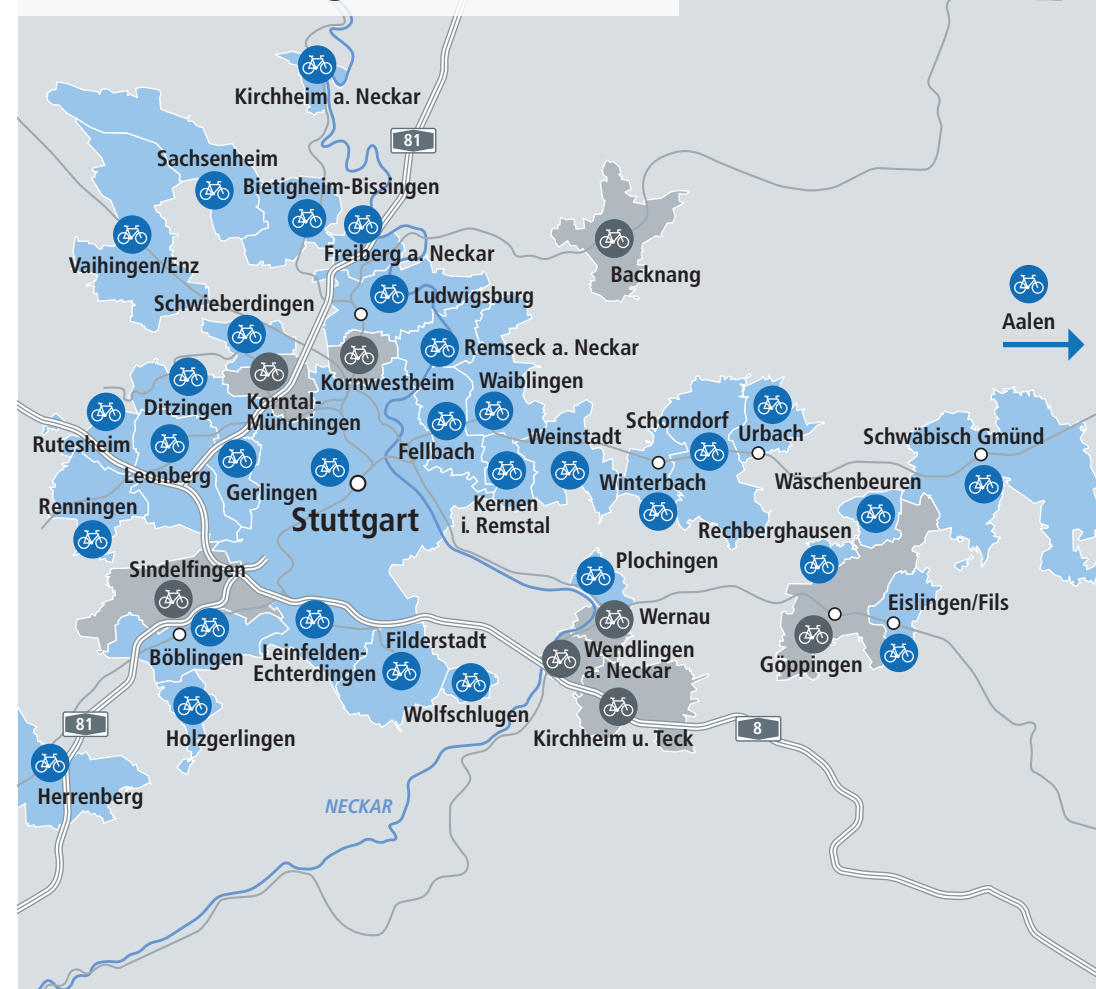 Kirchheim a. Neckar
81
Sachsenheim
Bietigheim-Bissingen
Vaihingen/Enz
Freiberg a. Neckar
Backnang
Schwieberdingen
Ludwigsburg
Aalen
Remseck a. Neckar
Kornwestheim
Waiblingen
Ditzingen
Korntal-
Münchingen
Rutesheim
Leonberg
Gerlingen
Fellbach
Weinstadt
Schorndorf
Urbach
Schwäbisch Gmünd
Renningen
Stuttgart
Kernen
i. Remstal
Winterbach
Wäschenbeuren
Rechberghausen
Sindelfingen
Plochingen
Wernau
Eislingen/Fils
Böblingen
Leinfelden-
Echterdingen
Filderstadt
Wendlingen
a. Neckar
Göppingen
Wolfschlugen
Kirchheim u. Teck
81
8
Holzgerlingen
Herrenberg
NECKAR